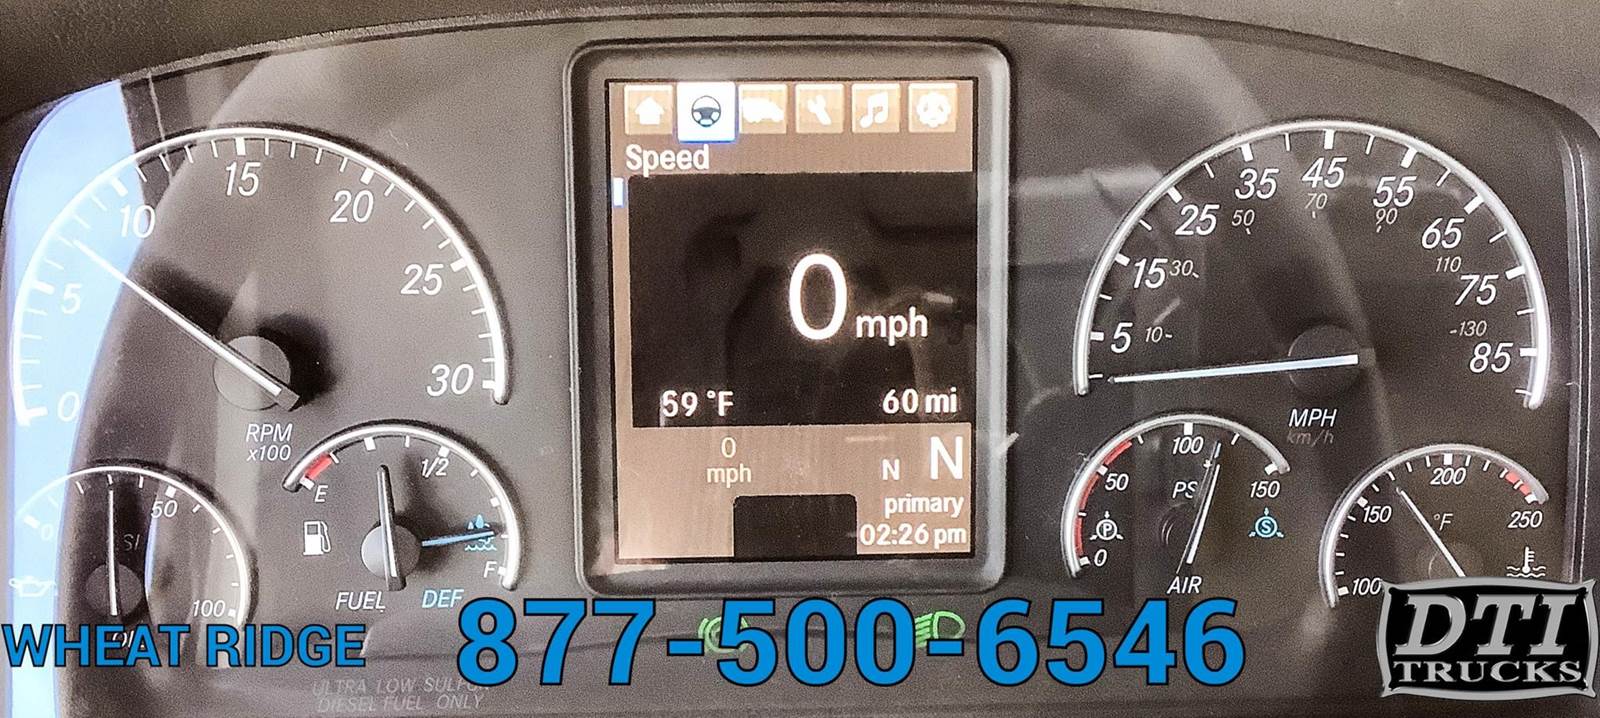 Speed
0 mph
59 °F 60 mi
0
mph
N N
primary
02:26 pm
0 5 10 15 20 25 30
RPM
x100
E 1/2 F
FUEL DEF
0 50 100
OIL
ULTRA LOW SULFUR
DIESEL FUEL ONLY
5 15 25 35 45 55 65 75 85
10 30 50 70 90 110 130
MPH
km/h
0 50 100 150
P PSI S
AIR
100 150 200 250
°F
WHEAT RIDGE
877-500-6546
DTI
TRUCKS